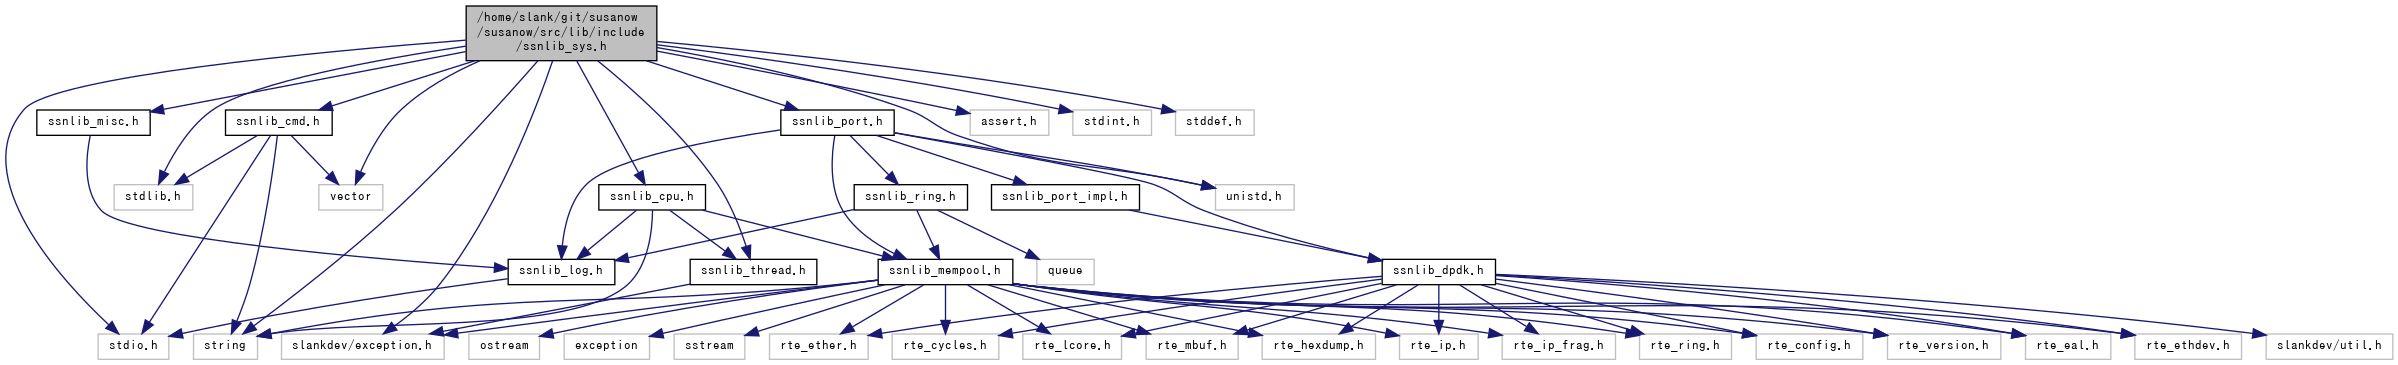 /home/slank/git/susanow
/susanow/src/lib/include
/ssnlib_sys.h
ssnlib_misc.h
ssnlib_cmd.h
ssnlib_port.h
assert.h
stdint.h
stddef.h
stdlib.h
vector
ssnlib_cpu.h
ssnlib_ring.h
ssnlib_port_impl.h
unistd.h
ssnlib_log.h
ssnlib_thread.h
ssnlib_mempool.h
queue
ssnlib_dpdk.h
stdio.h
string
slankdev/exception.h
ostream
exception
sstream
rte_ether.h
rte_cycles.h
rte_lcore.h
rte_mbuf.h
rte_hexdump.h
rte_ip.h
rte_ip_frag.h
rte_ring.h
rte_config.h
rte_version.h
rte_eal.h
rte_ethdev.h
slankdev/util.h